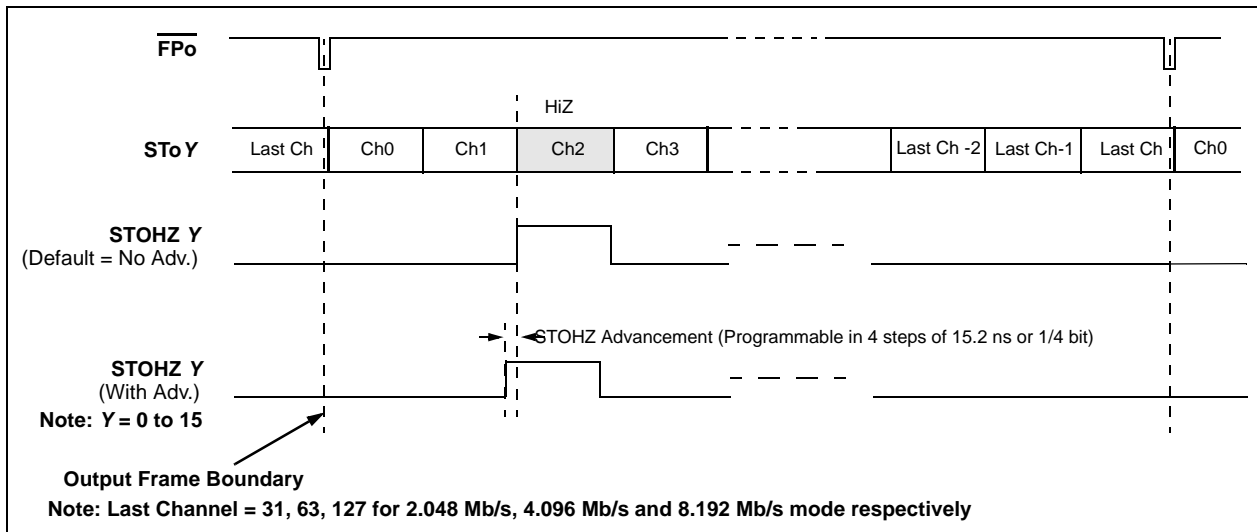 FPo
HiZ
STo Y Last Ch Ch0 Ch1 Ch2 Ch3 Last Ch -2 Last Ch-1 Last Ch Ch0
STOHZ Y
(Default = No Adv.)
STOHZ Advancement (Programmable in 4 steps of 15.2 ns or 1/4 bit)
STOHZ Y
(With Adv.)
Note: Y = 0 to 15
Output Frame Boundary
Note: Last Channel = 31, 63, 127 for 2.048 Mb/s, 4.096 Mb/s and 8.192 Mb/s mode respectively